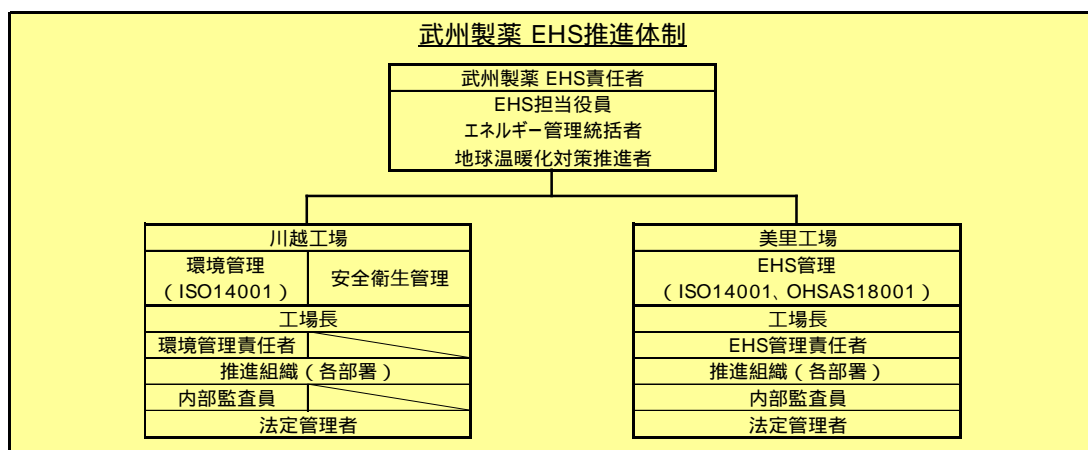 武州製薬 EHS推進体制
武州製薬 EHS責任者
EHS担当役員
エネルギー管理統括者
地球温暖化対策推進者
川越工場
環境管理
（ISO14001）
安全衛生管理
工場長
環境管理責任者
推進組織（各部署）
内部監査員
法定管理者
美里工場
EHS管理
（ISO14001、OHSAS18001）
工場長
EHS管理責任者
推進組織（各部署）
内部監査員
法定管理者